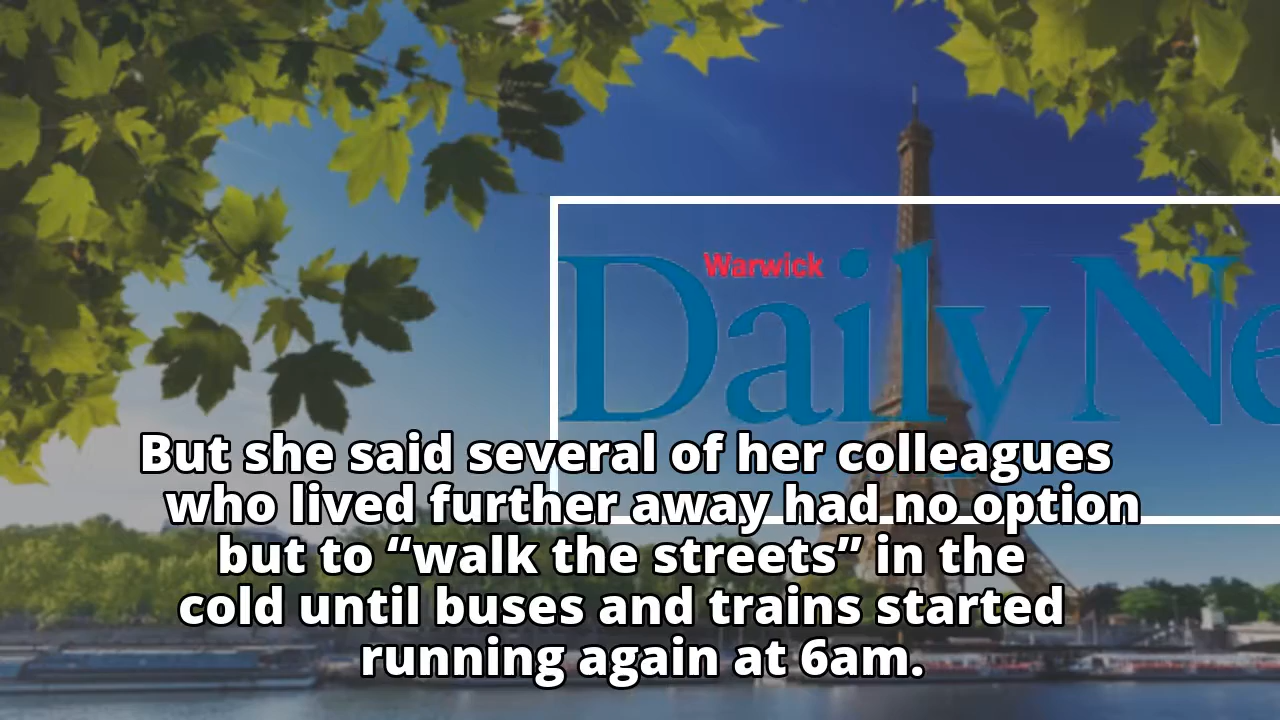 Warwick
Daily Ne
But she said several of her colleagues
who lived further away had no option
but to “walk the streets” in the
cold until buses and trains started
running again at 6am.